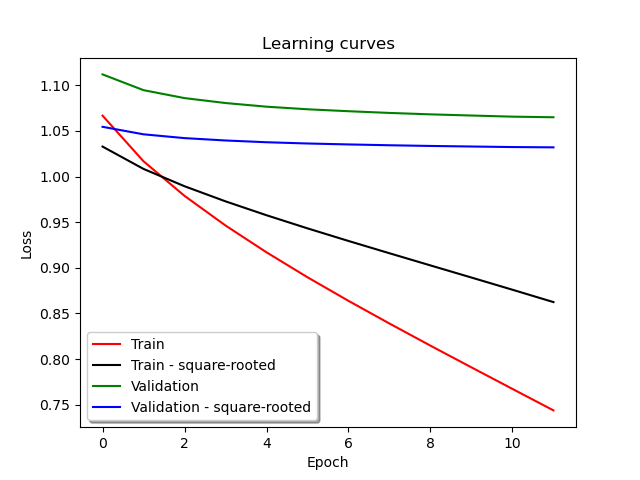 Learning curves
Loss
1.10
1.05
1.00
0.95
0.90
0.85
0.80
0.75
Train
Train - square-rooted
Validation
Validation - square-rooted
0 2 4 6 8 10
Epoch